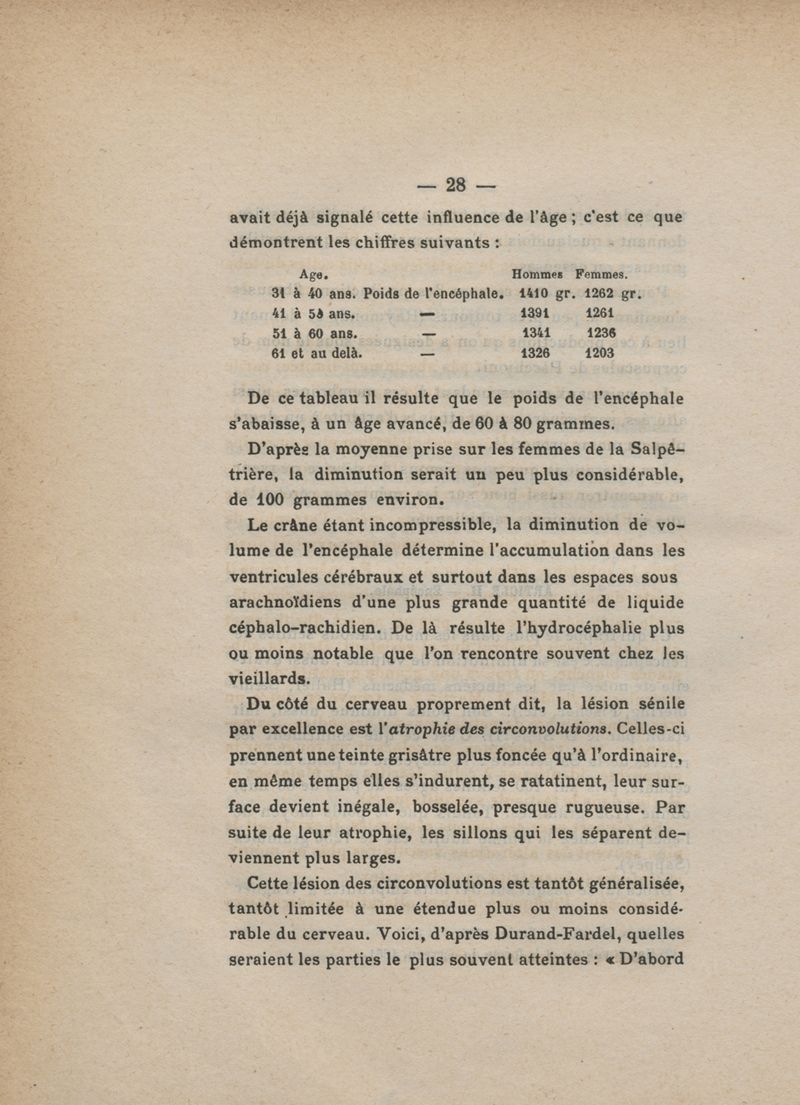 — 28 —
avait déjà signalé cette influence de l'âge ; c'est ce que
démontrent les chiffres suivants :
Age. Hommes Femmes.
31 à 40 ans. Poids de l'encéphale. 1410 gr. 1262 gr.
41 à 50 ans. — 1391 1261
51 à 60 ans. — 1341 1236
61 et au delà. — 1326 1203
De ce tableau il résulte que le poids de l'encéphale
s'abaisse, à un âge avancé, de 60 à 80 grammes.
D'après la moyenne prise sur les femmes de la Salpê-
trière, la diminution serait un peu plus considérable,
de 100 grammes environ.
Le crâne étant incompressible, la diminution de vo-
lume de l'encéphale détermine l'accumulation dans les
ventricules cérébraux et surtout dans les espaces sous
arachnoïdiens d'une plus grande quantité de liquide
céphalo-rachidien. De là résulte l'hydrocéphalie plus
ou moins notable que l'on rencontre souvent chez les
vieillards.
Du côté du cerveau proprement dit, la lésion sénile
par excellence est l'atrophie des circonvolutions. Celles-ci
prennent une teinte grisâtre plus foncée qu'à l'ordinaire,
en même temps elles s'indurent, se ratatinent, leur sur-
face devient inégale, bosselée, presque rugueuse. Par
suite de leur atrophie, les sillons qui les séparent de-
viennent plus larges.
Cette lésion des circonvolutions est tantôt généralisée,
tantôt limitée à une étendue plus ou moins considé-
rable du cerveau. Voici, d'après Durand-Fardel, quelles
seraient les parties le plus souvent atteintes : « D'abord